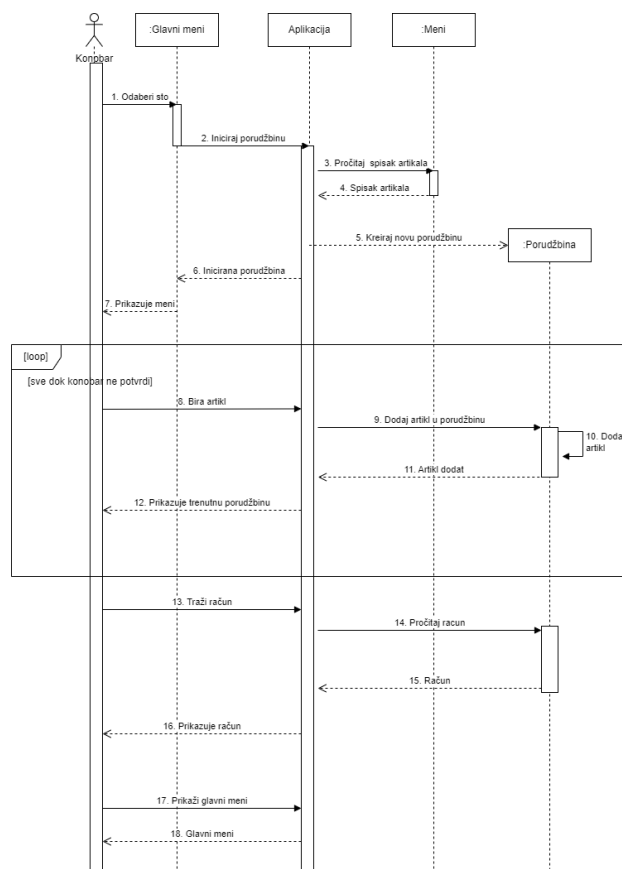 :Glavni meni
Aplikacija
:Meni
Konobar
1. Odaberi sto
2. Iniciraj porudžbinu
3. Pročitaj spisak artikala
4. Spisak artikala
5. Kreiraj novu porudžbinu
:Porudžbina
6. Inicirana porudžbina
7. Prikazuje meni
[loop]
[sve dok konobar ne potvrdi]
8. Bira artikl
9. Dodaj artikl u porudžbinu
10. Doda
artikl
11. Artikl dodat
12. Prikazuje trenutnu porudžbinu
13. Traži račun
14. Pročitaj racun
15. Račun
16. Prikazuje račun
17. Prikaži glavni meni
18. Glavni meni